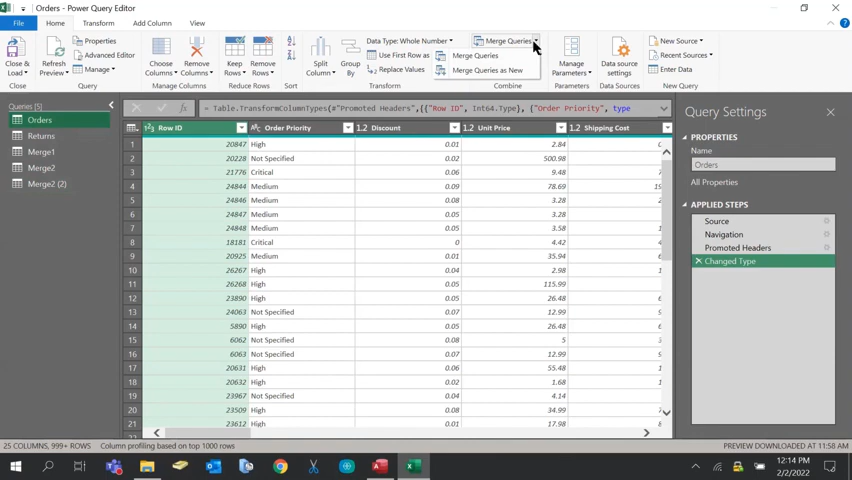 Orders - Power Query Editor
File
Home
Transform
Add Column
View
Close &
Load
Refresh
Preview
Properties
Advanced Editor
Manage
Choose
Columns
Remove
Columns
Keep
Rows
Remove
Rows
Split
Column
Group
By
Data Type: Whole Number
Use First Row as
Replace Values
Merge Queries
Merge Queries
Merge Queries as New
Manage
Parameters
Data source
settings
New Source
Recent Sources
Enter Data
Close
Query
Manage Columns
Reduce Rows
Sort
Transform
Combine
Parameters
Data Sources
New Query
Queries [5]
Orders
Returns
Merge1
Merge2
Merge2 (2)
fx
= Table.TransformColumnTypes(#"Promoted Headers",{{"Row ID", Int64.Type}, {"Order Priority", type
123 Row ID
ABC Order Priority
1.2 Discount
1.2 Unit Price
1.2 Shipping Cost
1 20847 High 0.01 2.84
2 20228 Not Specified 0.02 500.98
3 21776 Critical 0.06 9.48
4 24844 Medium 0.09 78.69
5 24846 Medium 0.08 3.28
6 24847 Medium 0.05 3.28
7 24848 Medium 0.05 3.58
8 18181 Critical 0 4.42
9 20925 Medium 0.01 35.94
10 26267 High 0.04 2.98
11 26268 High 0.05 115.99
12 23890 High 0.05 26.48
13 24063 Not Specified 0.07 12.99
14 5890 High 0.05 26.48
15 6062 Not Specified 0.08 5
16 6063 Not Specified 0.07 12.99
17 20631 High 0.06 55.48
18 20632 High 0.02 1.68
19 23967 Not Specified 0.04 4.14
20 23509 High 0.08 34.99
21 23612 High 0.01 17.98
Query Settings
PROPERTIES
Name
Orders
All Properties
APPLIED STEPS
Source
Navigation
Promoted Headers
Changed Type
25 COLUMNS, 999+ ROWS
Column profiling based on top 1000 rows
PREVIEW DOWNLOADED AT 11:58 AM
12:14 PM
2/2/2022